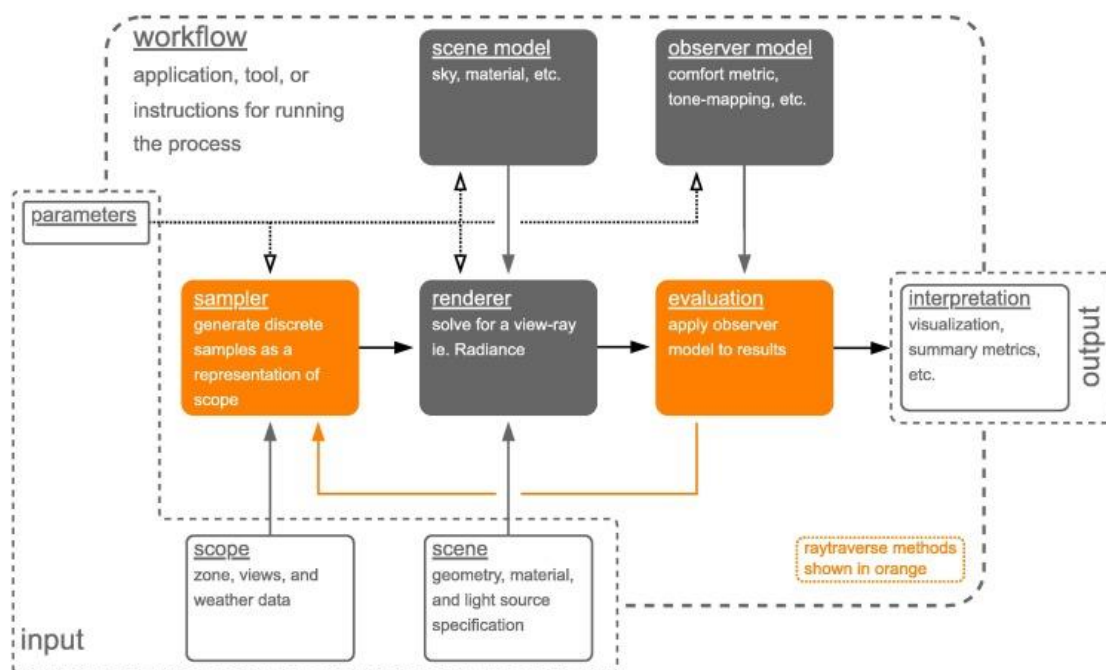 workflow
application, tool, or
instructions for running
the process
scene model
sky, material, etc.
observer model
comfort metric,
tone-mapping, etc.
parameters
sampler
generate discrete
samples as a
representation of
scope
renderer
solve for a view-ray
ie. Radiance
evaluation
apply observer
model to results
interpretation
visualization,
summary metrics,
etc.
output
scope
zone, views, and
weather data
scene
geometry, material,
and light source
specification
raytraverse methods
shown in orange
input